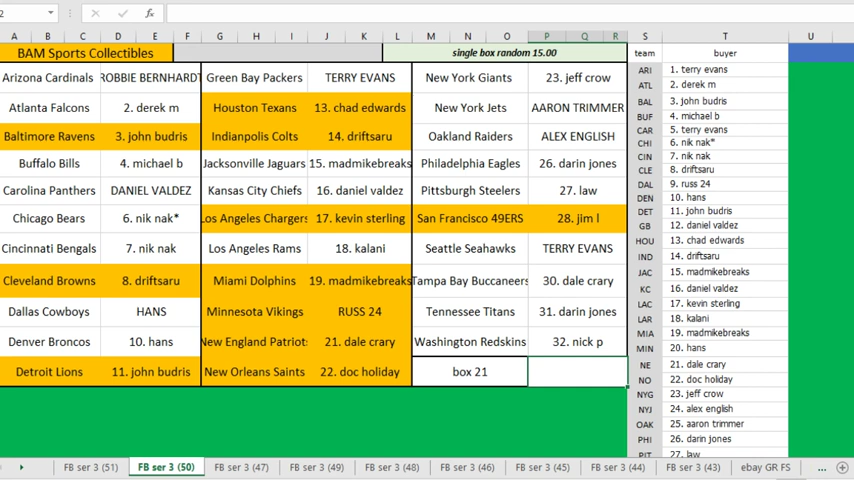 A B C D E F G H I J K L M N O P Q R S T U
BAM Sports Collectibles single box random 15.00 team buyer
Arizona Cardinals ROBBIE BERNHARDT Green Bay Packers TERRY EVANS New York Giants 23. jeff crow ARI 1. terry evans
ATL 2. derek m
Atlanta Falcons 2. derek m Houston Texans 13. chad edwards New York Jets AARON TRIMMER BAL 3. john budris
BUF 4. michael b
Baltimore Ravens 3. john budris Indianpolis Colts 14. driftsaru Oakland Raiders ALEX ENGLISH CAR 5. terry evans
CHI 6. nik nak*
Buffalo Bills 4. michael b Jacksonville Jaguars 15. madmikebreaks Philadelphia Eagles 26. darin jones CIN 7. nik nak
CLE 8. driftsaru
Carolina Panthers DANIEL VALDEZ Kansas City Chiefs 16. daniel valdez Pittsburgh Steelers 27. law DAL 9. russ 24
DEN 10. hans
Chicago Bears 6. nik nak* Los Angeles Chargers 17. kevin sterling San Francisco 49ERS 28. jim l DET 11. john budris
GB 12. daniel valdez
Cincinnati Bengals 7. nik nak Los Angeles Rams 18. kalani Seattle Seahawks TERRY EVANS HOU 13. chad edwards
IND 14. driftsaru
Cleveland Browns 8. driftsaru Miami Dolphins 19. madmikebreaks Tampa Bay Buccaneers 30. dale crary JAC 15. madmikebreaks
KC 16. daniel valdez
Dallas Cowboys HANS Minnesota Vikings RUSS 24 Tennessee Titans 31. darin jones LAC 17. kevin sterling
LAR 18. kalani
Denver Broncos 10. hans New England Patriots 21. dale crary Washington Redskins 32. nick p MIA 19. madmikebreaks
MIN 20. hans
Detroit Lions 11. john budris New Orleans Saints 22. doc holiday box 21 NE 21. dale crary
NO 22. doc holiday
NYG 23. jeff crow
NYJ 24. alex english
OAK 25. aaron trimmer
PHI 26. darin jones
PIT 27. law
FB ser 3 (51) FB ser 3 (50) FB ser 3 (47) FB ser 3 (49) FB ser 3 (48) FB ser 3 (46) FB ser 3 (45) FB ser 3 (44) FB ser 3 (43) ebay GR FS ...